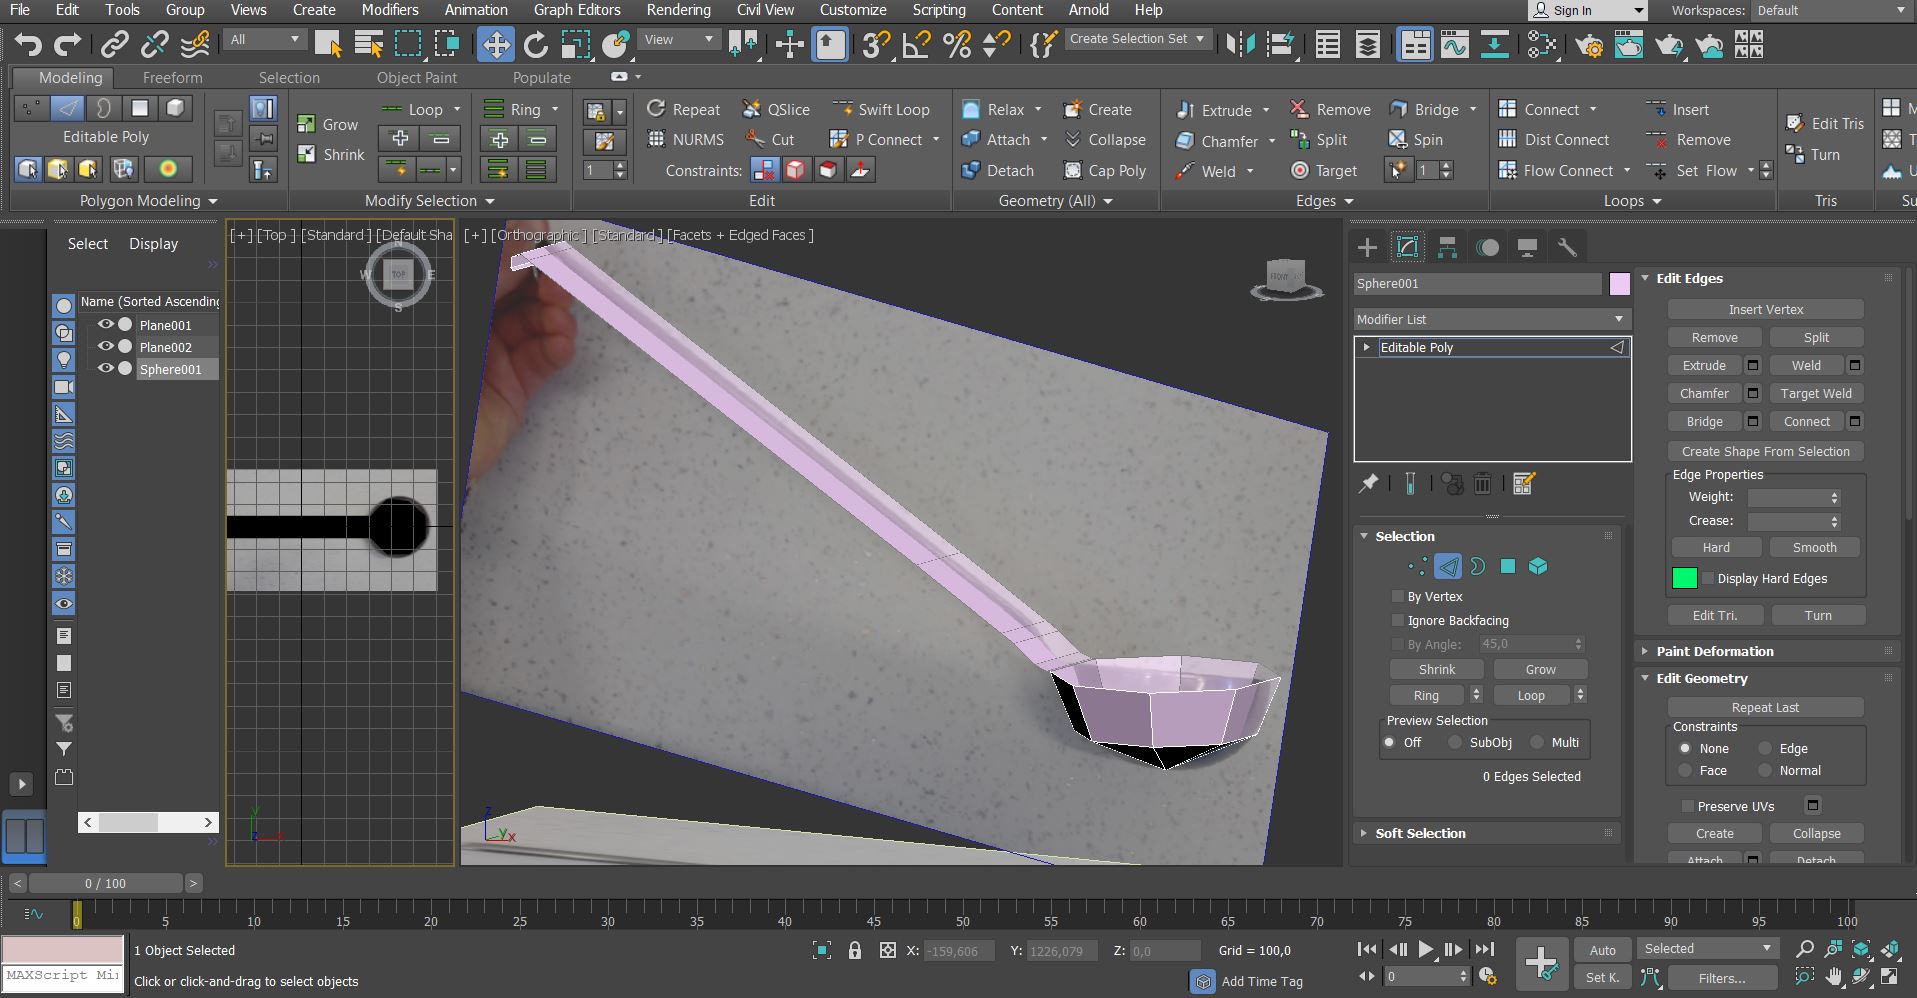 File Edit Tools Group Views Create Modifiers Animation Graph Editors Rendering Civil View Customize Scripting Content Arnold Help Sign In Workspaces: Default
All View Create Selection Set
Modeling Freeform Selection Object Paint Populate
Loop Ring Repeat QSlice Swift Loop Relax Create Extrude Remove Bridge Connect Insert
Editable Poly Grow NURMS Cut P Connect Attach Collapse Chamfer Split Spin Dist Connect Remove Edit Tris
Shrink 1 Constraints: Detach Cap Poly Weld Target 1 Flow Connect Set Flow Turn
Polygon Modeling Modify Selection Edit Geometry (All) Edges Loops Tris Su
Select Display
[+] [Top ] [Standard ] [Default Sha
[+] [Orthographic ] [Standard ] [Facets + Edged Faces ]
N
W TOP E
S
FRONT
Name (Sorted Ascending
Plane001
Plane002
Sphere001
Y
Z X
Z
Y X
Sphere001
Modifier List
Editable Poly
Selection
By Vertex
Ignore Backfacing
By Angle: 45,0
Shrink Grow
Ring Loop
Preview Selection
Off SubObj Multi
0 Edges Selected
Soft Selection
Edit Edges
Insert Vertex
Remove Split
Extrude Weld
Chamfer Target Weld
Bridge Connect
Create Shape From Selection
Edge Properties
Weight:
Crease:
Hard Smooth
Display Hard Edges
Edit Tri. Turn
Paint Deformation
Edit Geometry
Repeat Last
Constraints
None Edge
Face Normal
Preserve UVs
Create Collapse
Attach Detach
< 0 / 100 >
0 5 10 15 20 25 30 35 40 45 50 55 60 65 70 75 80 85 90 95 100
1 Object Selected X: -159,606 Y: 1226,079 Z: 0,0 Grid = 100,0 Auto Selected
MAXScript Mi Click or click-and-drag to select objects Add Time Tag 0 Set K. Filters...